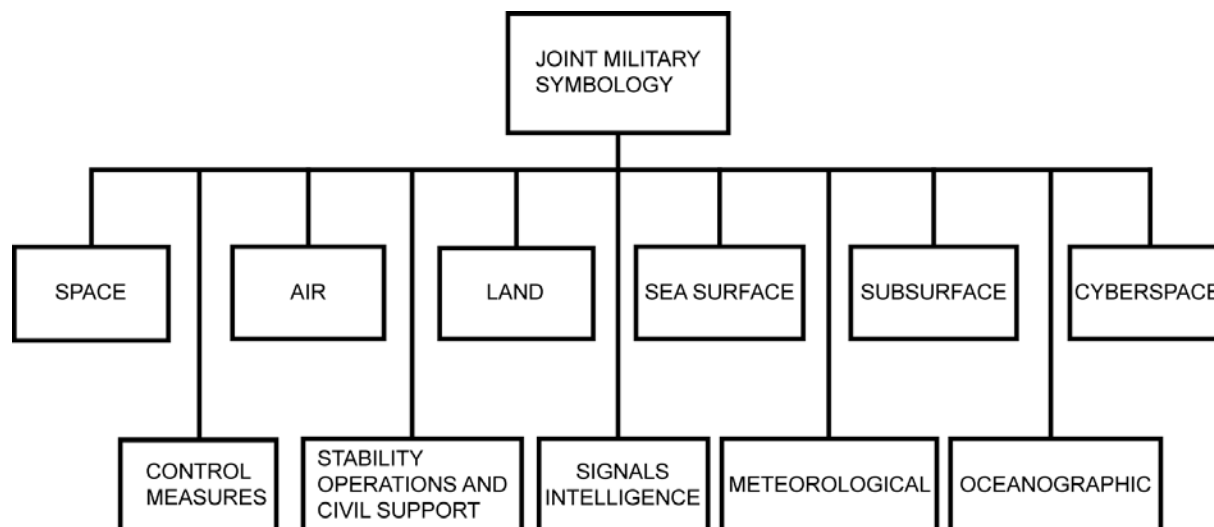 JOINT MILITARY
SYMBOLOGY
SPACE
AIR
LAND
SEA SURFACE
SUBSURFACE
CYBERSPACE
CONTROL
MEASURES
STABILITY
OPERATIONS AND
CIVIL SUPPORT
SIGNALS
INTELLIGENCE
METEOROLOGICAL
OCEANOGRAPHIC